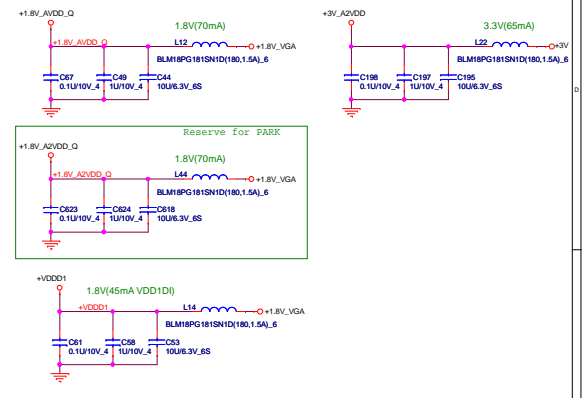 +1.8V_AVDD_Q
1.8V(70mA)
+1.8V_AVDD_Q
L12
+1.8V_VGA
BLM18PG181SN1D(180,1.5A)_6
C67
0.1U/10V_4
C49
1U/10V_4
C44
10U/6.3V_6S
+3V_A2VDD
3.3V(65mA)
L22
+3V
BLM18PG181SN1D(180,1.5A)_6
C198
0.1U/10V_4
C197
1U/10V_4
C195
10U/6.3V_6S
D
Reserve for PARK
+1.8V_A2VDD_Q
1.8V(70mA)
+1.8V_A2VDD_Q
L44
+1.8V_VGA
BLM18PG181SN1D(180,1.5A)_6
C623
0.1U/10V_4
C624
1U/10V_4
C618
10U/6.3V_6S
+VDDD1
1.8V(45mA VDD1DI)
+VDDD1
L14
+1.8V_VGA
BLM18PG181SN1D(180,1.5A)_6
C61
0.1U/10V_4
C58
1U/10V_4
C53
10U/6.3V_6S